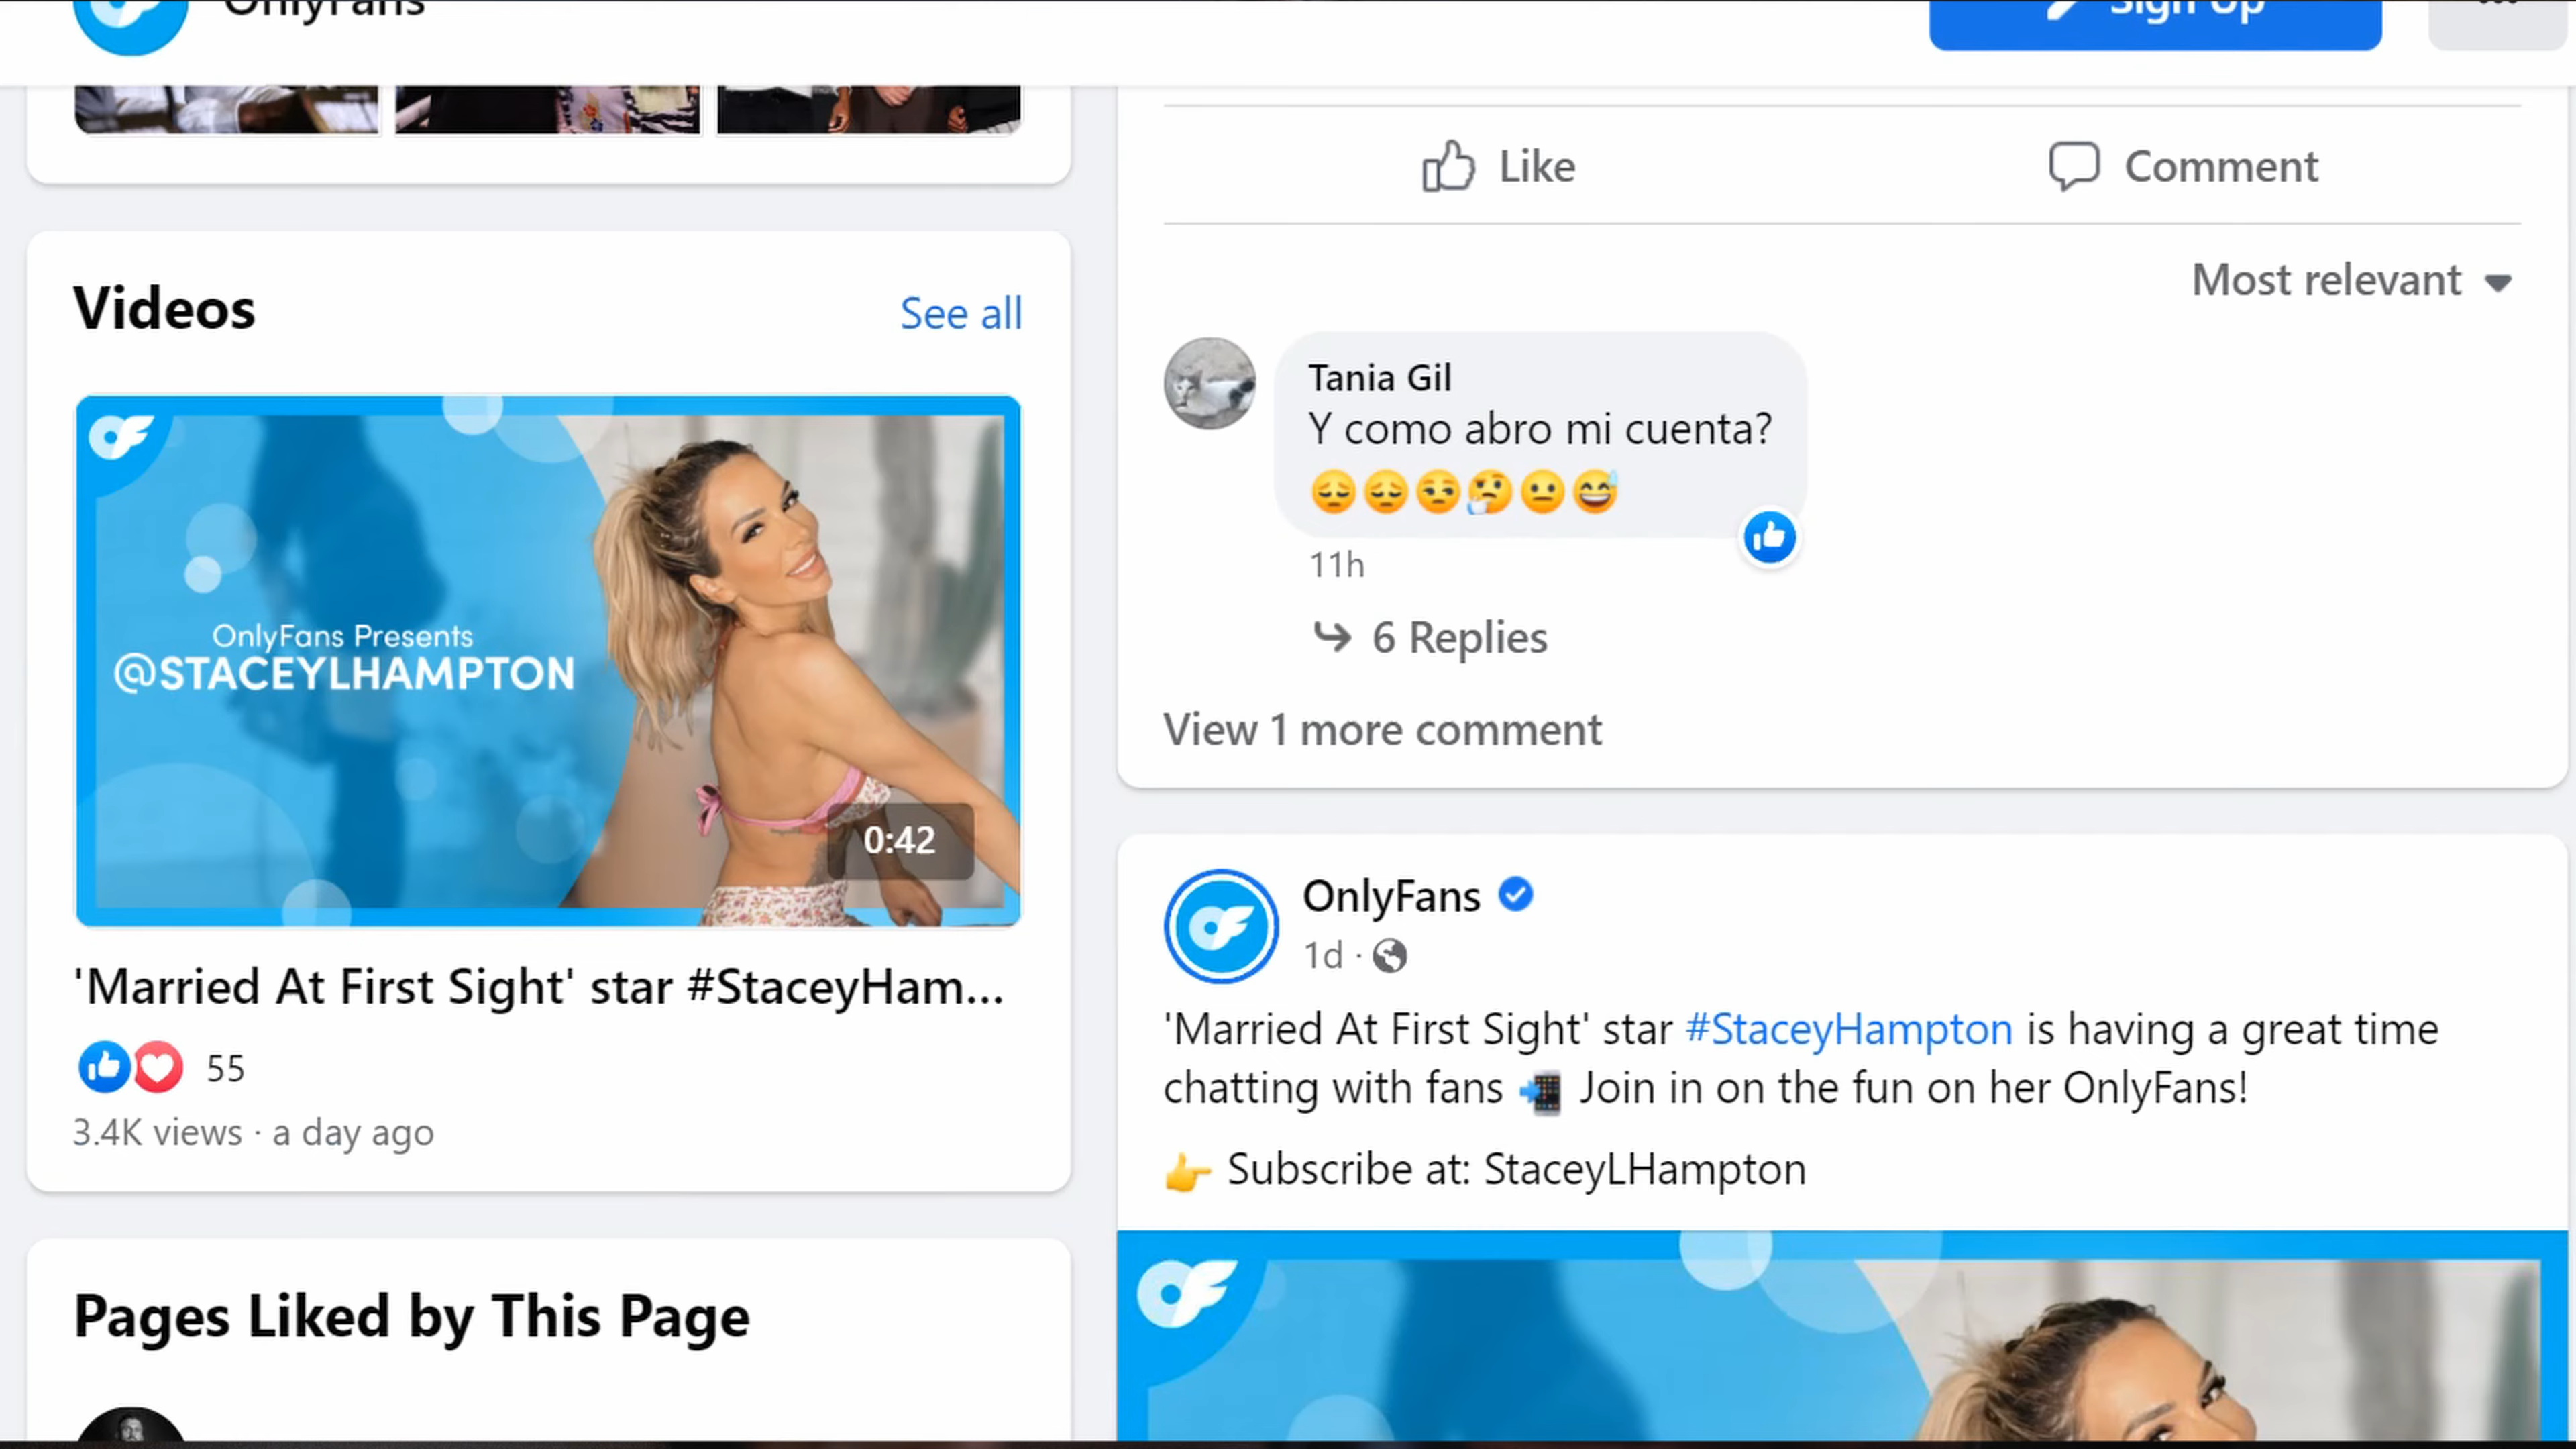 OnlyFans
Sign Up
Videos
See all
OnlyFans Presents
@STACEYLHAMPTON
0:42
'Married At First Sight' star #StaceyHam...
55
3.4K views · a day ago
Pages Liked by This Page
Like
Comment
Most relevant
Tania Gil
Y como abro mi cuenta?
😔😔😒🤔😐😅
11h
6 Replies
View 1 more comment
OnlyFans
1d ·
'Married At First Sight' star #StaceyHampton is having a great time
chatting with fans 📲 Join in on the fun on her OnlyFans!
👉 Subscribe at: StaceyLHampton